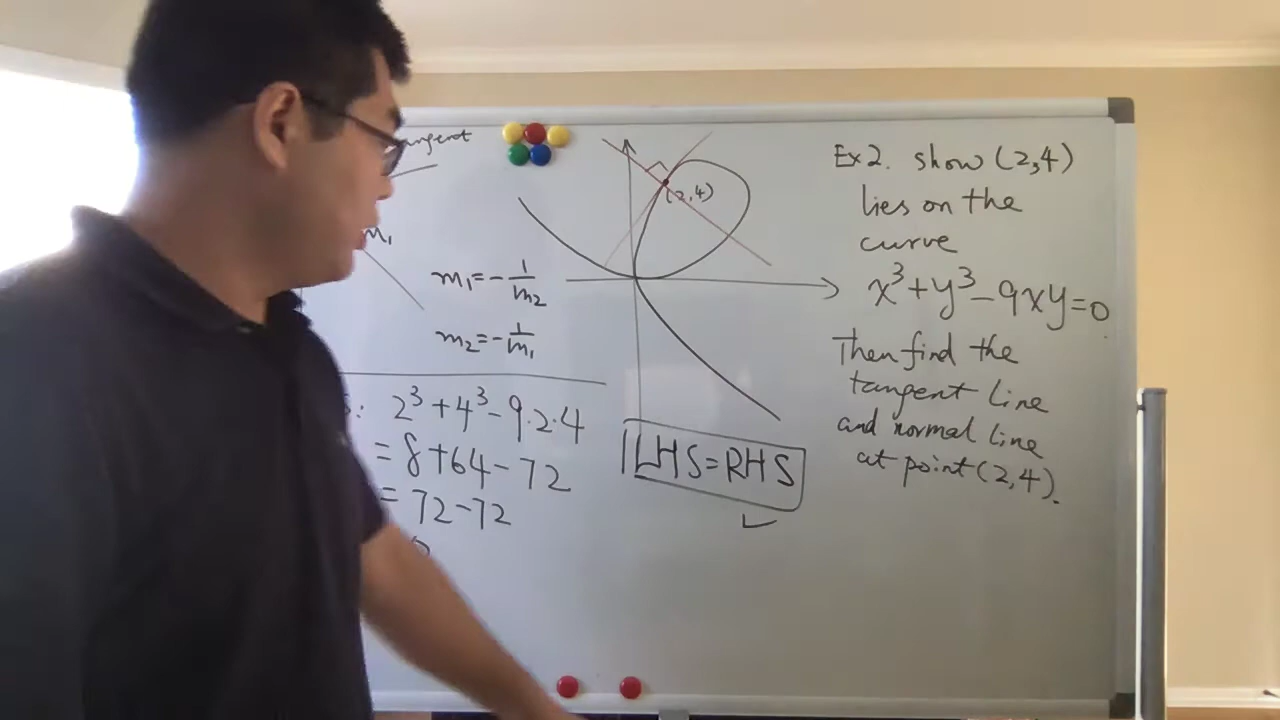 m₁
m₁=-1/m₂
m₂=-1/m₁
: 2³+4³-9·2·4
=8+64-72
=72-72
(2,4)
LHS=RHS
Ex2. show (2,4)
lies on the
curve
x³+y³-9xy=0
Then find the
tangent line
and normal line
at point (2,4).